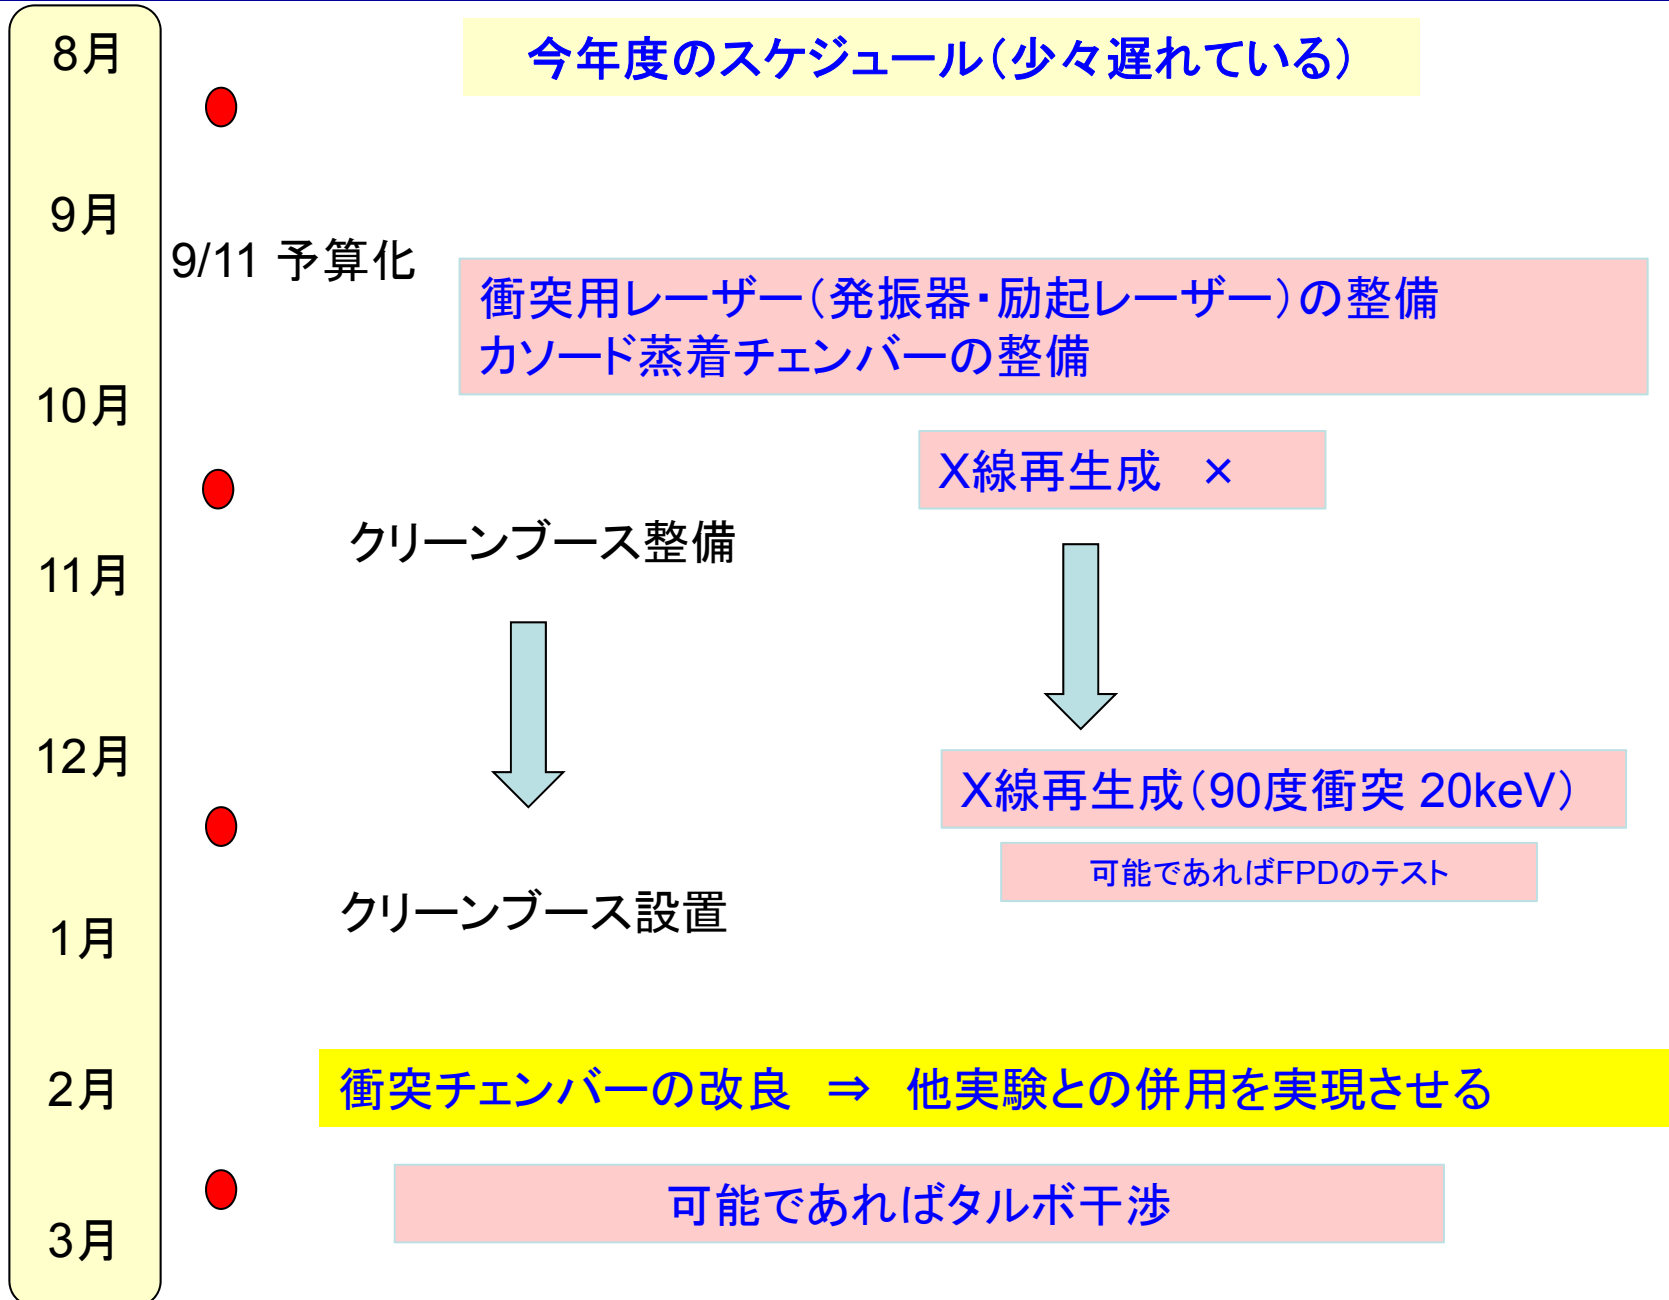 8月
今年度のスケジュール（少々遅れている）
9月
9/11 予算化
衝突用レーザー（発振器・励起レーザー）の整備
カソード蒸着チェンバーの整備
10月
X線再生成　×
クリーンブース整備
11月
12月
X線再生成（90度衝突 20keV）
可能であればFPDのテスト
クリーンブース設置
1月
2月
衝突チェンバーの改良　⇒　他実験との併用を実現させる
可能であればタルボ干渉
3月